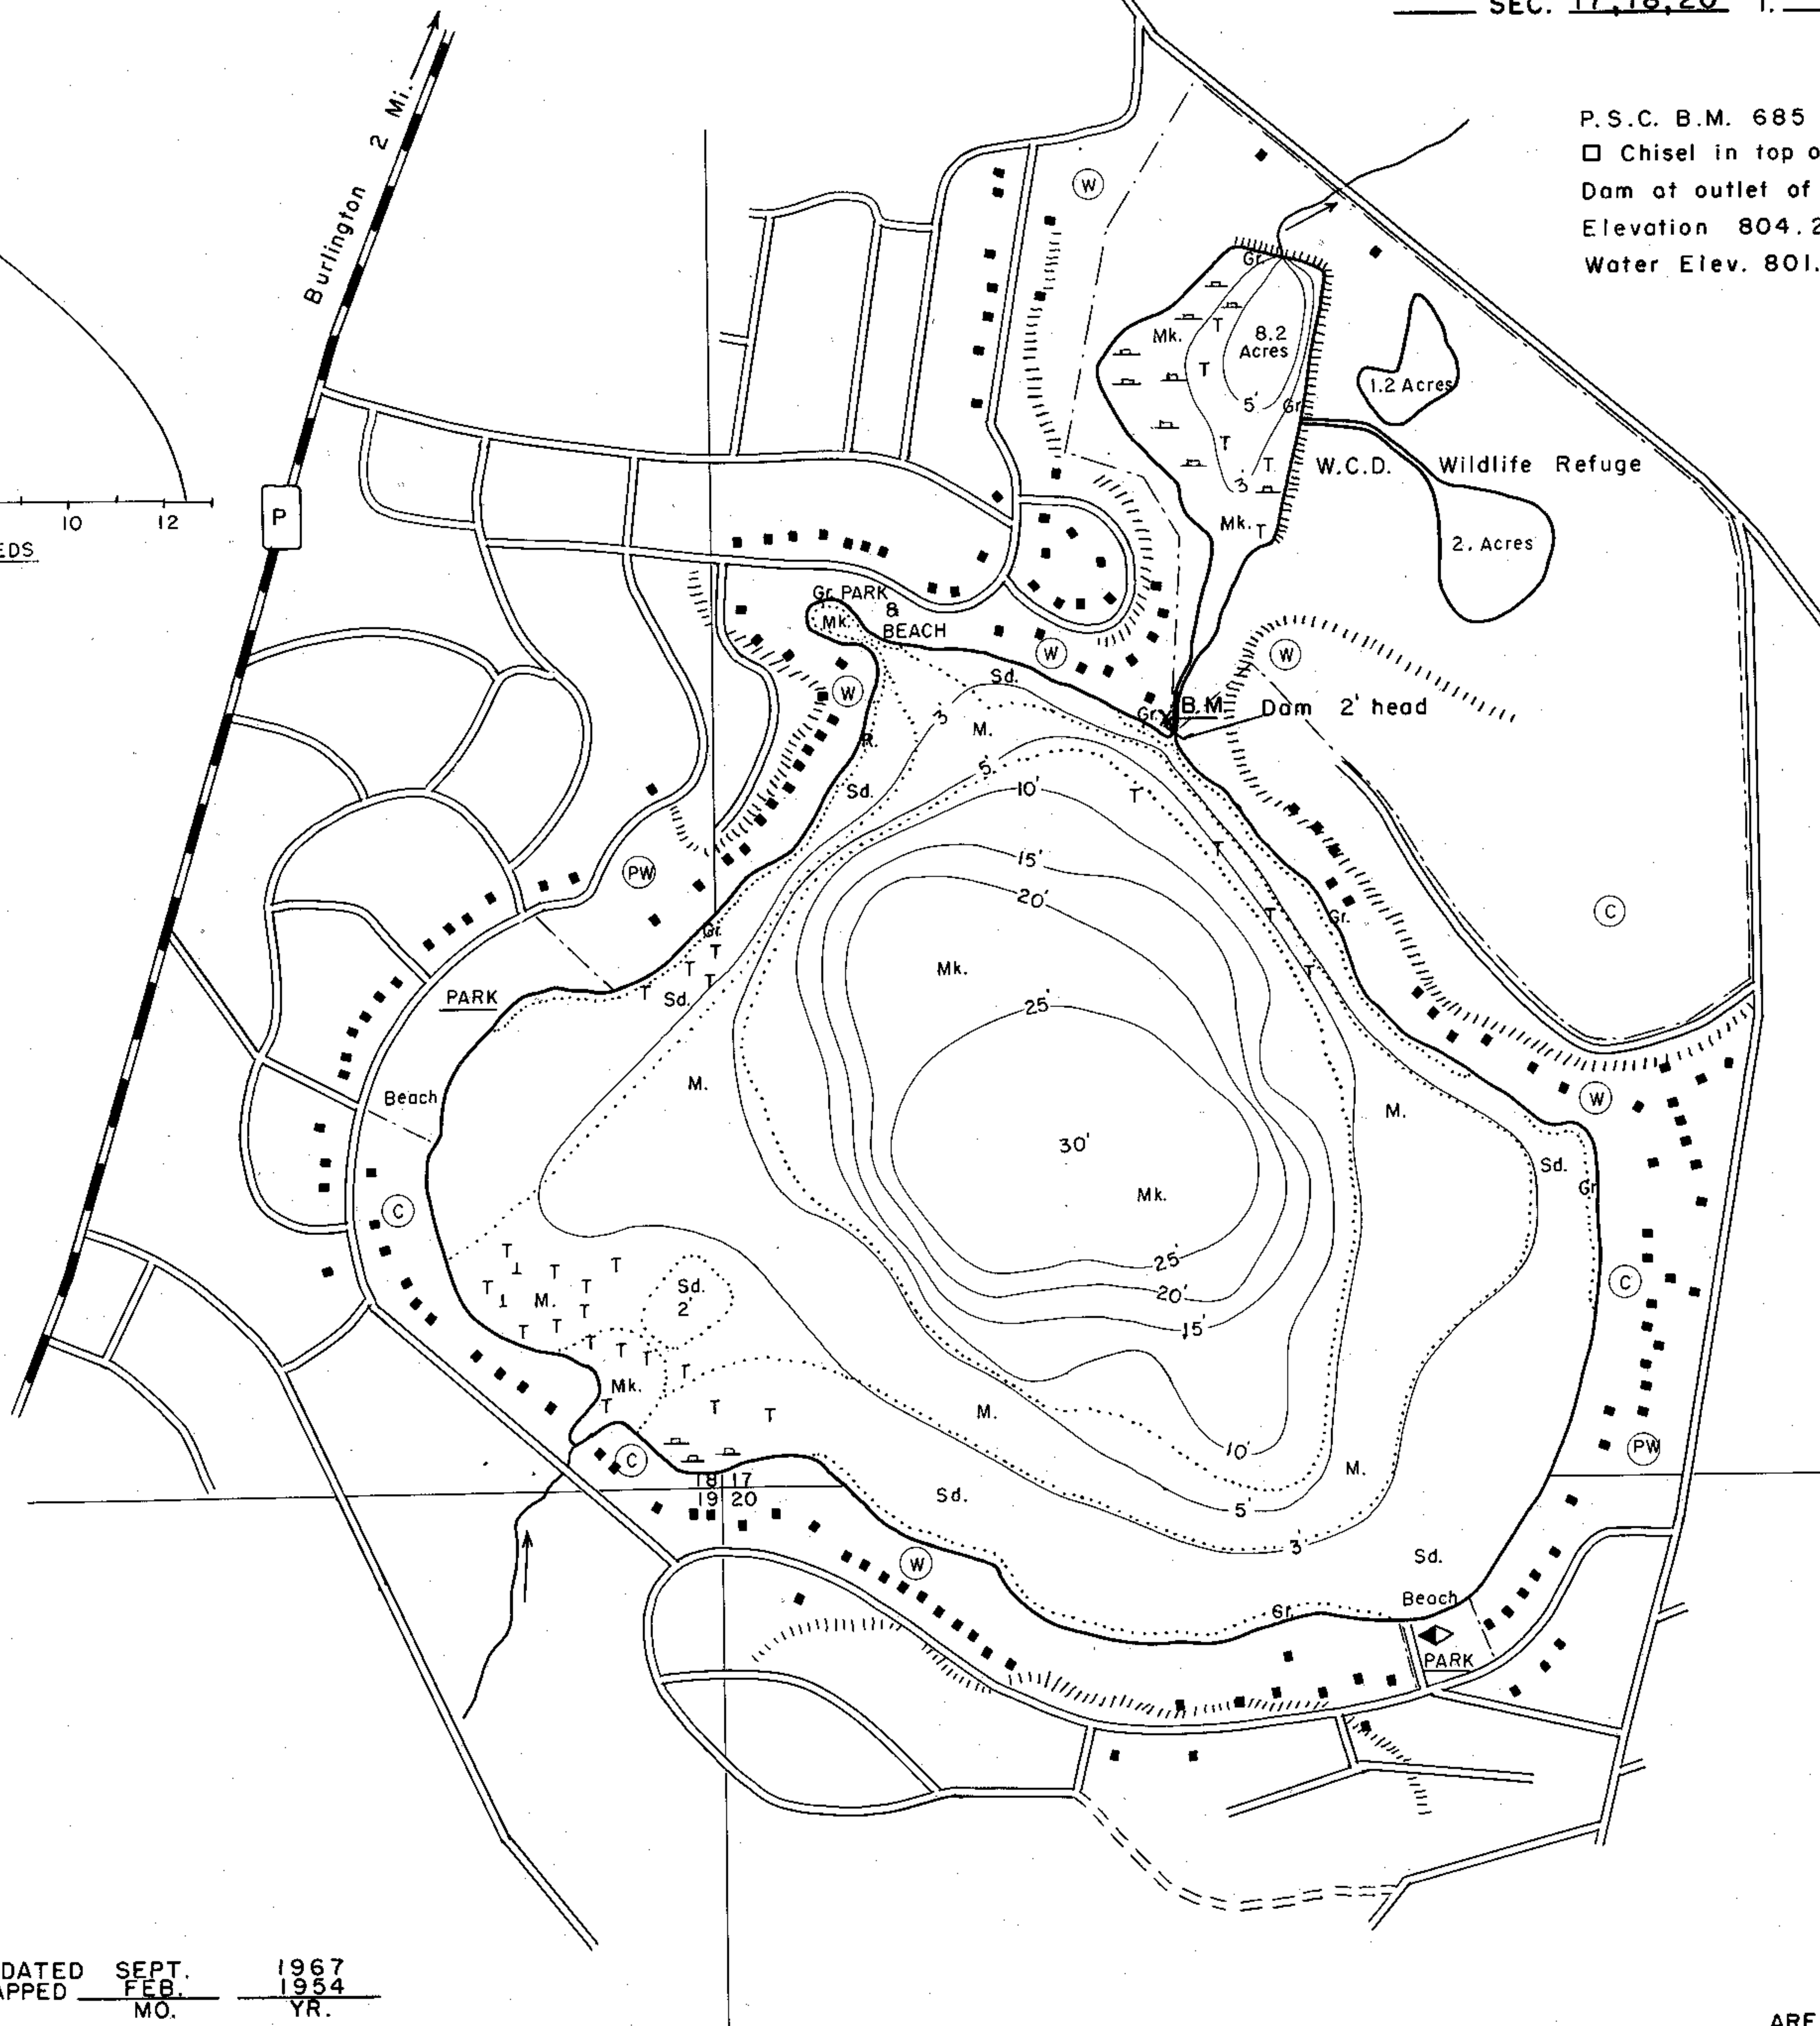 SEC. 17,18,20 T.
P.S.C. B.M. 685
Chisel in top o
Dam at outlet of
Elevation 804.2
Water Elev. 801.
Burlington 2 Mi.
10 12
EDS
P
W
Gr.
Mk. T 8.2
Acres
1.2 Acres
T
5' Gr.
T
T
3'
W.C.D. Wildlife Refuge
Mk. T
2. Acres
Gr. PARK
&
BEACH
Mk.
W
W
W
Sd.
3'
M.
Gr. B.M. Dam 2' head
R.
5'
Sd.
10'
T
T
15'
PW
20'
C
Gr.
T
T
Gr.
T
T
T
T
PARK
Sd.
Mk.
25'
M.
Beach
M.
W
30'
Sd.
Gr
Mk.
C
T
T
T
T
T
M.
T
T
T
Sd.
2'
25'
20'
15'
C
T
T
T
T
T
Mk.
T
T
T
T
M.
10'
PW
C
18 17
19 20
Sd.
M.
5'
3'
W
Sd.
Beach
Gr.
PARK
DATED SEPT. 1967
APPED FEB. 1954
MO. YR.
ARE